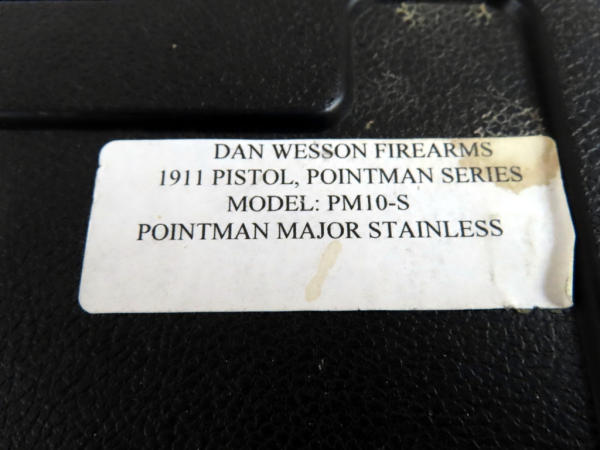 DAN WESSON FIREARMS
1911 PISTOL, POINTMAN SERIES
MODEL: PM10-S
POINTMAN MAJOR STAINLESS